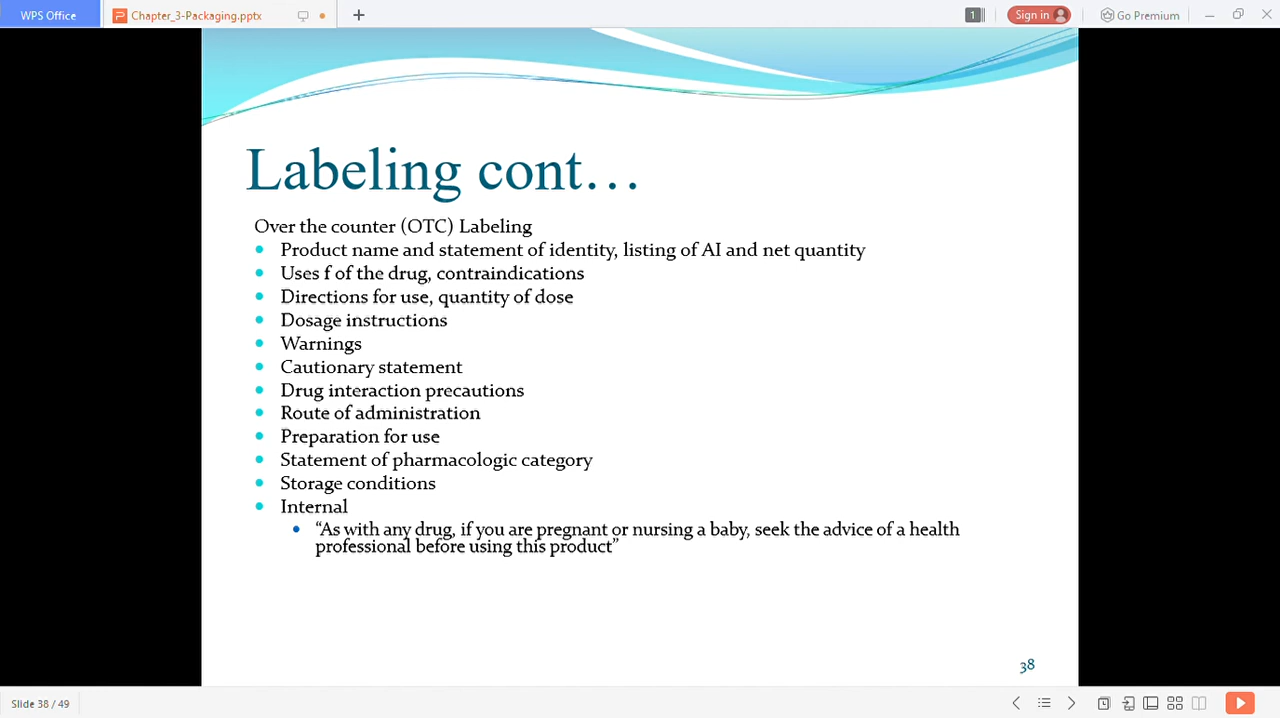 WPS Office
Chapter_3-Packaging.pptx
1
Sign in
Go Premium
Labeling cont…
Over the counter (OTC) Labeling
Product name and statement of identity, listing of AI and net quantity
Uses f of the drug, contraindications
Directions for use, quantity of dose
Dosage instructions
Warnings
Cautionary statement
Drug interaction precautions
Route of administration
Preparation for use
Statement of pharmacologic category
Storage conditions
Internal
“As with any drug, if you are pregnant or nursing a baby, seek the advice of a health
professional before using this product”
38
Slide 38 / 49